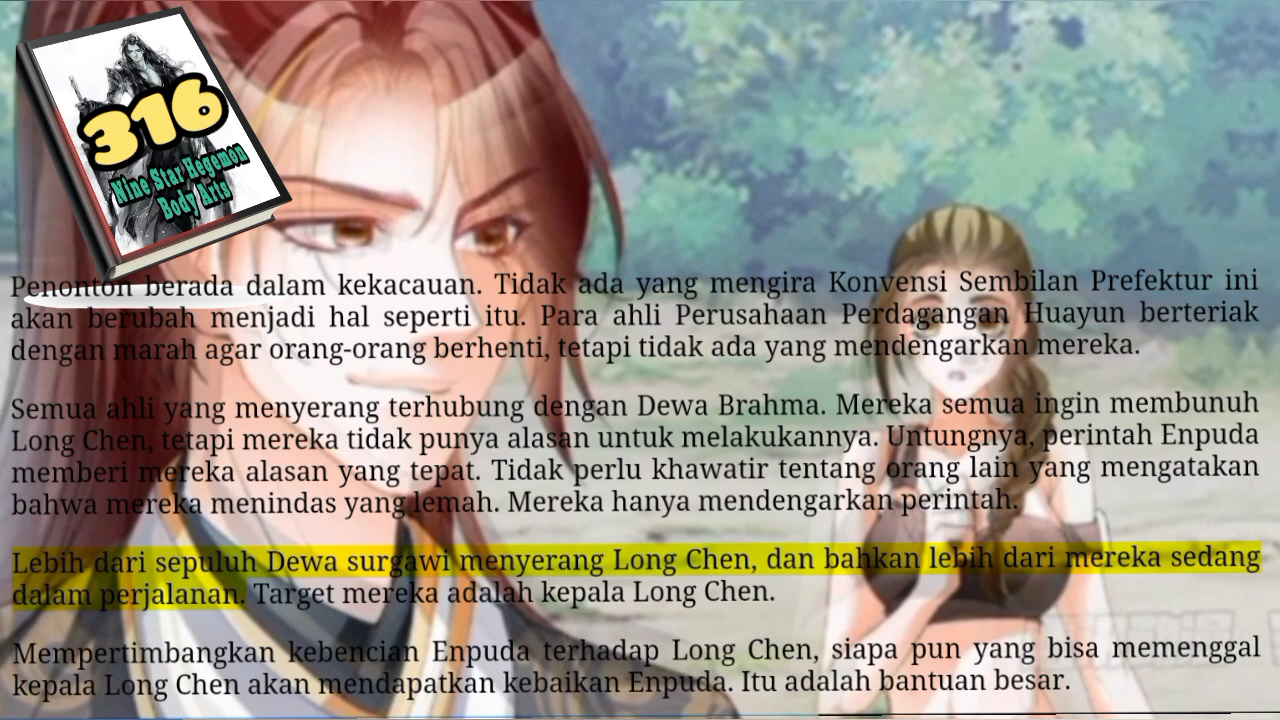 316
Nine Star Hegemon
Body Arts
Penonton berada dalam kekacauan. Tidak ada yang mengira Konvensi Sembilan Prefektur ini
akan berubah menjadi hal seperti itu. Para ahli Perusahaan Perdagangan Huayun berteriak
dengan marah agar orang-orang berhenti, tetapi tidak ada yang mendengarkan mereka.
Semua ahli yang menyerang terhubung dengan Dewa Brahma. Mereka semua ingin membunuh
Long Chen, tetapi mereka tidak punya alasan untuk melakukannya. Untungnya, perintah Enpuda
memberi mereka alasan yang tepat. Tidak perlu khawatir tentang orang lain yang mengatakan
bahwa mereka menindas yang lemah. Mereka hanya mendengarkan perintah.
Lebih dari sepuluh Dewa surgawi menyerang Long Chen, dan bahkan lebih dari mereka sedang
dalam perjalanan. Target mereka adalah kepala Long Chen.
Mempertimbangkan kebencian Enpuda terhadap Long Chen, siapa pun yang bisa memenggal
kepala Long Chen akan mendapatkan kebaikan Enpuda. Itu adalah bantuan besar.